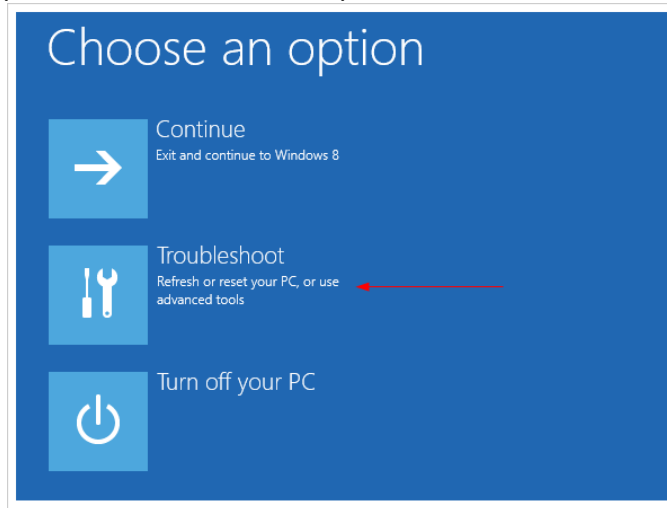 Choose an option
Continue
Exit and continue to Windows 8
Troubleshoot
Refresh or reset your PC, or use
advanced tools
Turn off your PC